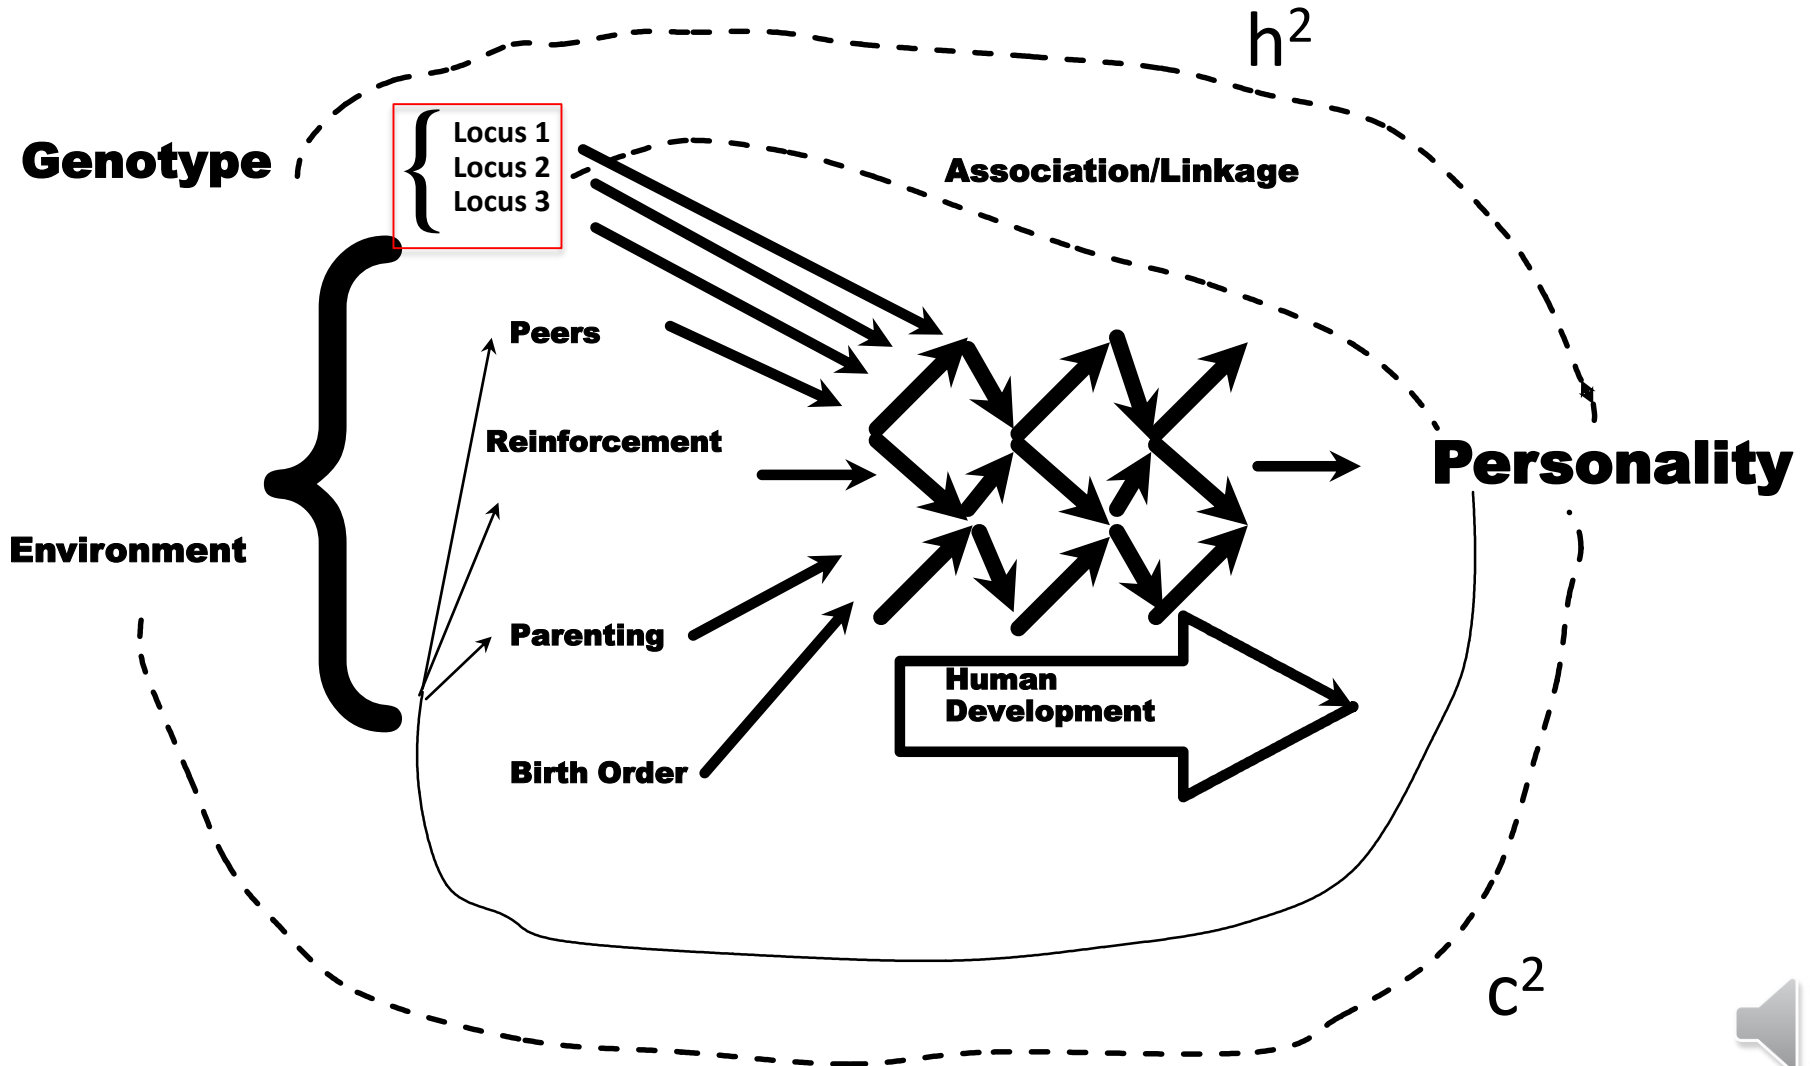 h²
Genotype
Locus 1
Locus 2
Locus 3
Association/Linkage
Peers
Reinforcement
Personality
Environment
Parenting
Human
Development
Birth Order
c²